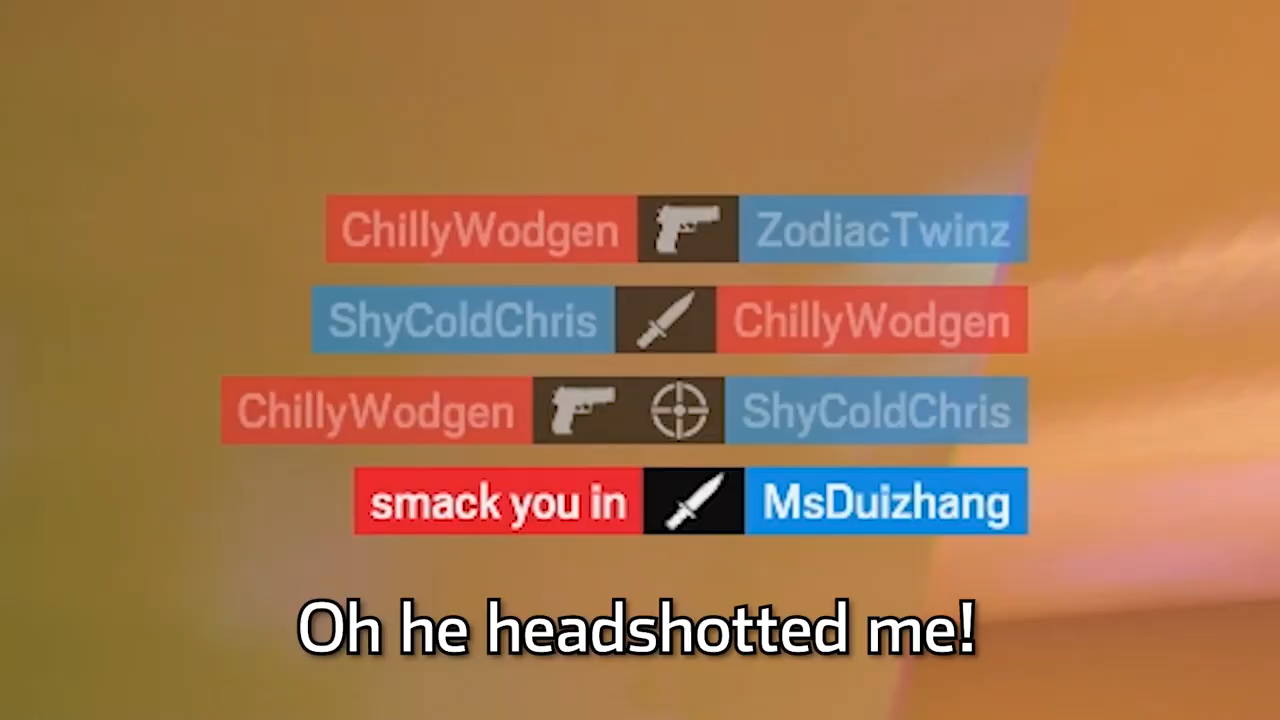 ChillyWodgen ZodiacTwinz
ShyColdChris ChillyWodgen
ChillyWodgen ShyColdChris
smack you in MsDuizhang
Oh he headshotted me!